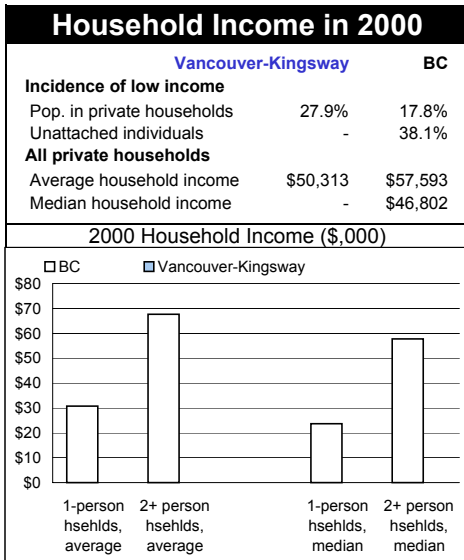 Household Income in 2000
Vancouver-Kingsway BC
Incidence of low income
Pop. in private households 27.9% 17.8%
Unattached individuals - 38.1%
All private households
Average household income $50,313 $57,593
Median household income - $46,802
2000 Household Income ($,000)
BC Vancouver-Kingsway
$80
$70
$60
$50
$40
$30
$20
$10
$0
1-person 2+ person 1-person 2+ person
hsehlds, hsehlds, hsehlds, hsehlds,
average average median median